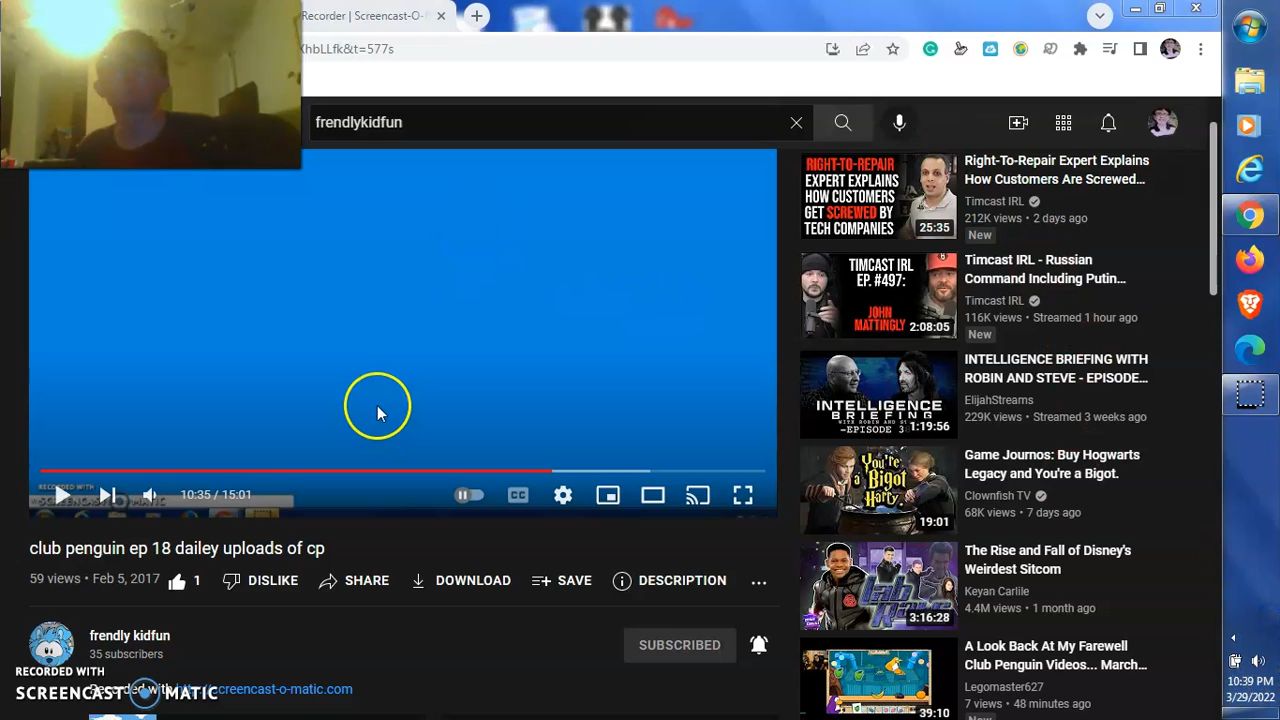 Recorder | Screencast-O-
XhbLLfk&t=577s
frendlykidfun
RIGHT-TO-REPAIR
EXPERT EXPLAINS
HOW CUSTOMERS
GET SCREWED BY
TECH COMPANIES
25:35
Right-To-Repair Expert Explains
How Customers Are Screwed...
Timcast IRL
212K views • 2 days ago
New
TIMCAST IRL
EP. #497:
JOHN
MATTINGLY
2:08:05
Timcast IRL - Russian
Command Including Putin...
Timcast IRL
116K views • Streamed 1 hour ago
New
INTELLIGENCE
BRIEFING
WITH ROBIN AND STEVE
-EPISODE 3
1:19:56
INTELLIGENCE BRIEFING WITH
ROBIN AND STEVE - EPISODE...
ElijahStreams
229K views • Streamed 3 weeks ago
You're
a Bigot
Harry
19:01
Game Journos: Buy Hogwarts
Legacy and You're a Bigot.
Clownfish TV
68K views • 7 days ago
LAB
RATS
3:16:28
The Rise and Fall of Disney's
Weirdest Sitcom
Keyan Carlile
4.4M views • 1 month ago
39:10
A Look Back At My Farewell
Club Penguin Videos... March...
Legomaster627
7 views • 48 minutes ago
New
RECORDED WITH
SCREENCAST-O-MATIC
10:35 / 15:01
CC
club penguin ep 18 dailey uploads of cp
59 views • Feb 5, 2017
1
DISLIKE
SHARE
DOWNLOAD
SAVE
DESCRIPTION
frendly kidfun
35 subscribers
SUBSCRIBED
RECORDED WITH
SCREENCAST-O-MATIC
screencast-o-matic.com
10:39 PM
3/29/2022